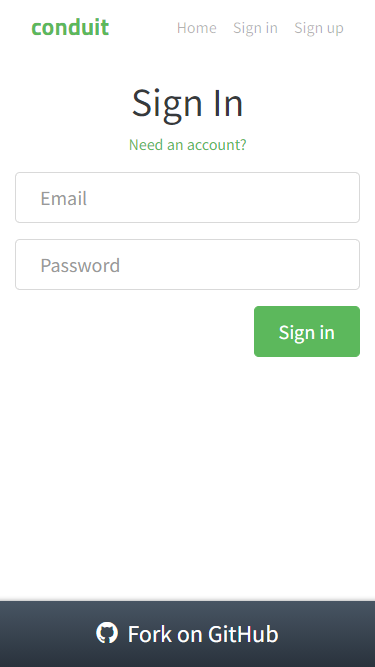 conduit Home Sign in Sign up
Sign In
Need an account?
Email
Password
Sign in
Fork on GitHub